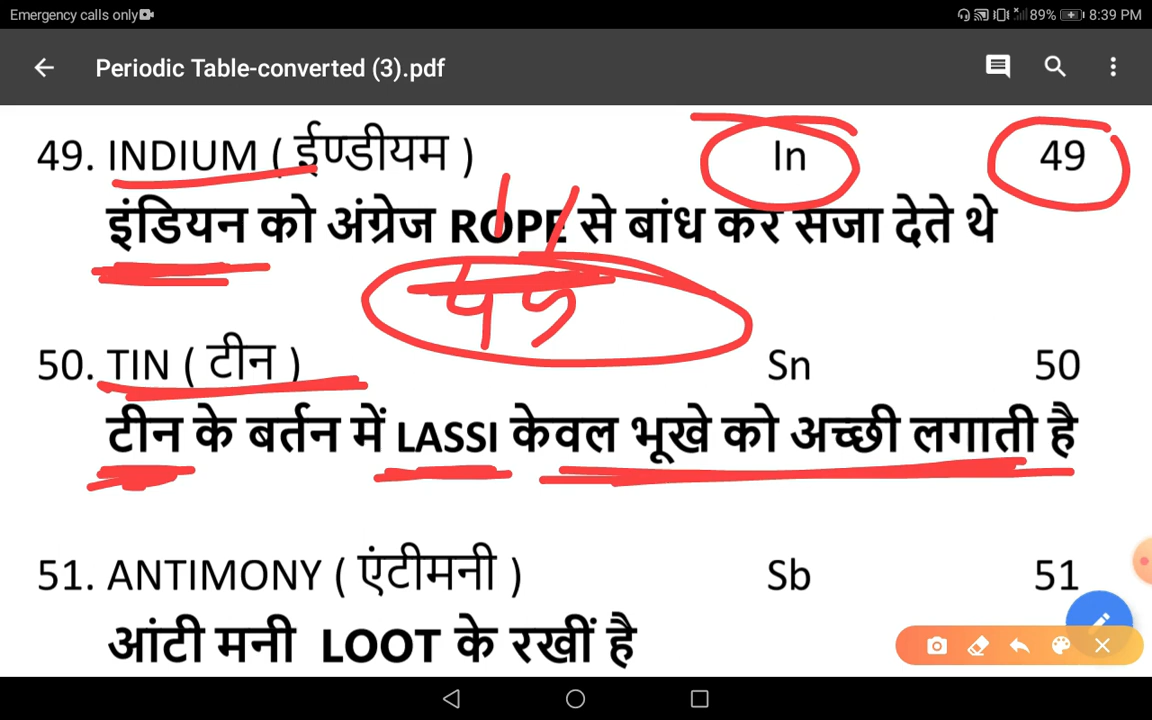 Emergency calls only 89% 8:39 PM
Periodic Table-converted (3).pdf
49. INDIUM ( ईण्डीयम ) In 49
इंडियन को अंग्रेज ROPE से बांध कर सजा देते थे
45
50. TIN ( टीन ) Sn 50
टीन के बर्तन में LASSI केवल भूखे को अच्छी लगाती है
51. ANTIMONY ( एंटीमनी ) Sb 51
आंटी मनी LOOT के रखीं है